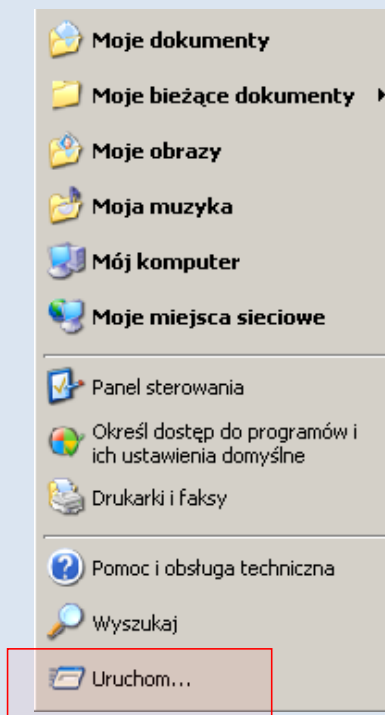 Moje dokumenty
Moje bieżące dokumenty
Moje obrazy
Moja muzyka
Mój komputer
Moje miejsca sieciowe
Panel sterowania
Określ dostęp do programów i
ich ustawienia domyślne
Drukarki i faksy
Pomoc i obsługa techniczna
Wyszukaj
Uruchom...